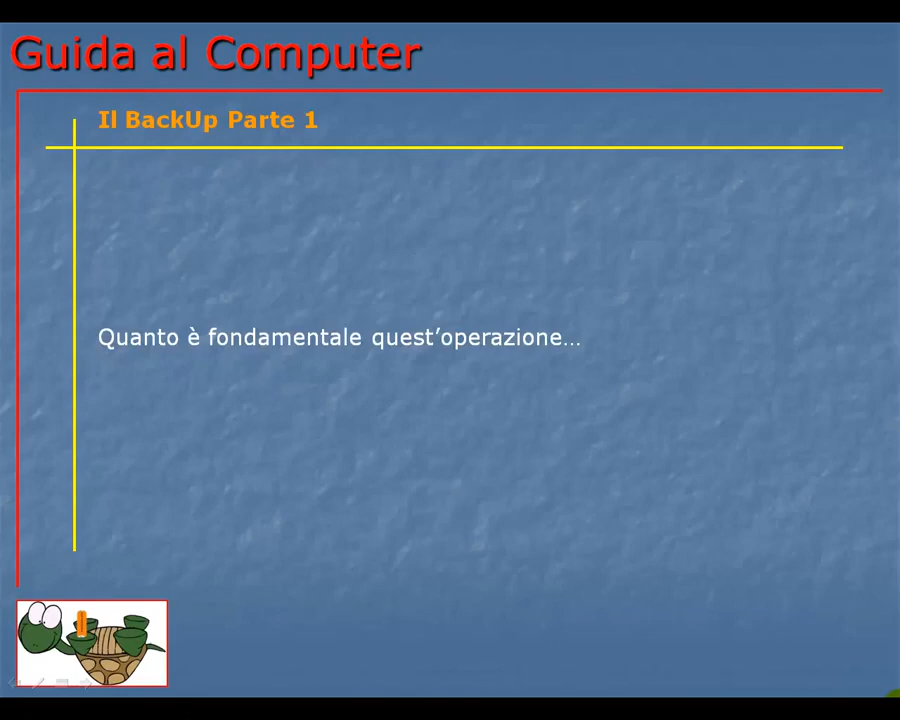 Guida al Computer
Il BackUp Parte 1
Quanto è fondamentale quest’operazione…